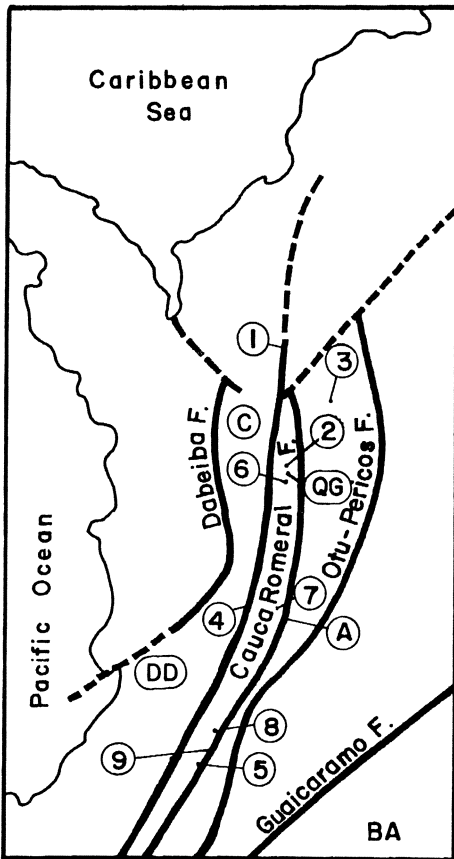 Caribbean
Sea
1
3
C
2
Dabeiba F.
6
QG
Otu-Pericos F.
Cauca Romeral F.
7
4
A
Pacific Ocean
DD
8
9
5
Guaicaramo F.
BA